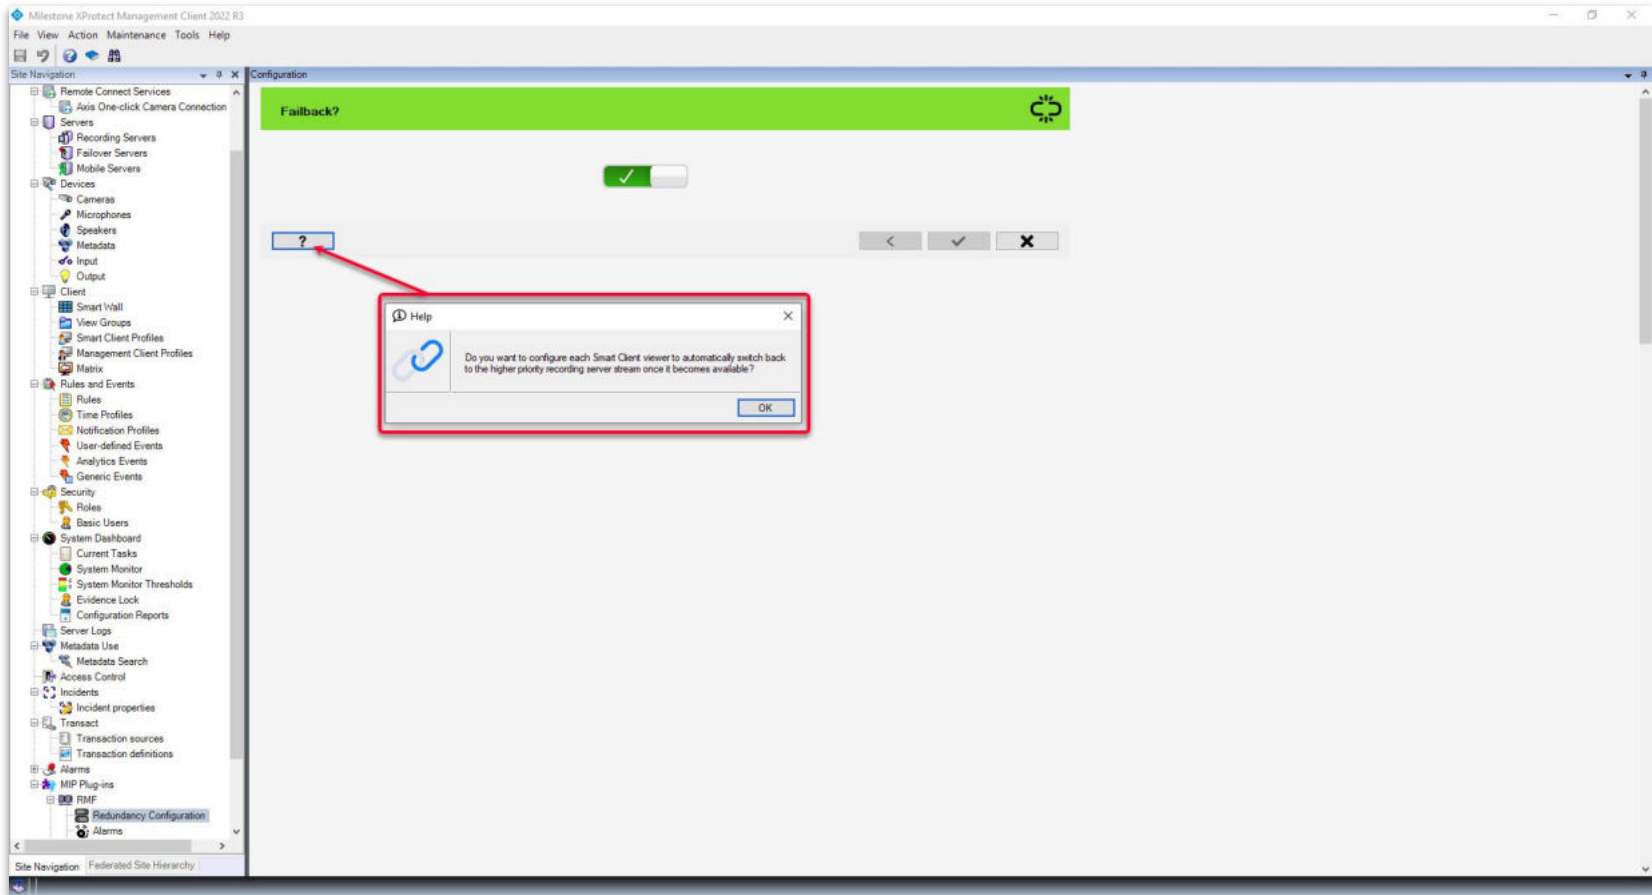 Milestone XProtect Management Client 2022 R3
File View Action Maintenance Tools Help
Site Navigation
Configuration
Remote Connect Services
Axis One-click Camera Connection
Servers
Recording Servers
Failover Servers
Mobile Servers
Devices
Cameras
Microphones
Speakers
Metadata
Input
Output
Client
Smart Wall
View Groups
Smart Client Profiles
Management Client Profiles
Matrix
Rules and Events
Rules
Time Profiles
Notification Profiles
User-defined Events
Analytics Events
Generic Events
Security
Roles
Basic Users
System Dashboard
Current Tasks
System Monitor
System Monitor Thresholds
Evidence Lock
Configuration Reports
Server Logs
Metadata Use
Metadata Search
Access Control
Incidents
Incident properties
Transact
Transaction sources
Transaction definitions
Alarms
MIP Plug-ins
RMF
Redundancy Configuration
Alarms
Site Navigation Federated Site Hierarchy
Failback?
?
Help
Do you want to configure each Smart Client viewer to automatically switch back
to the higher priority recording server stream once it becomes available?
OK